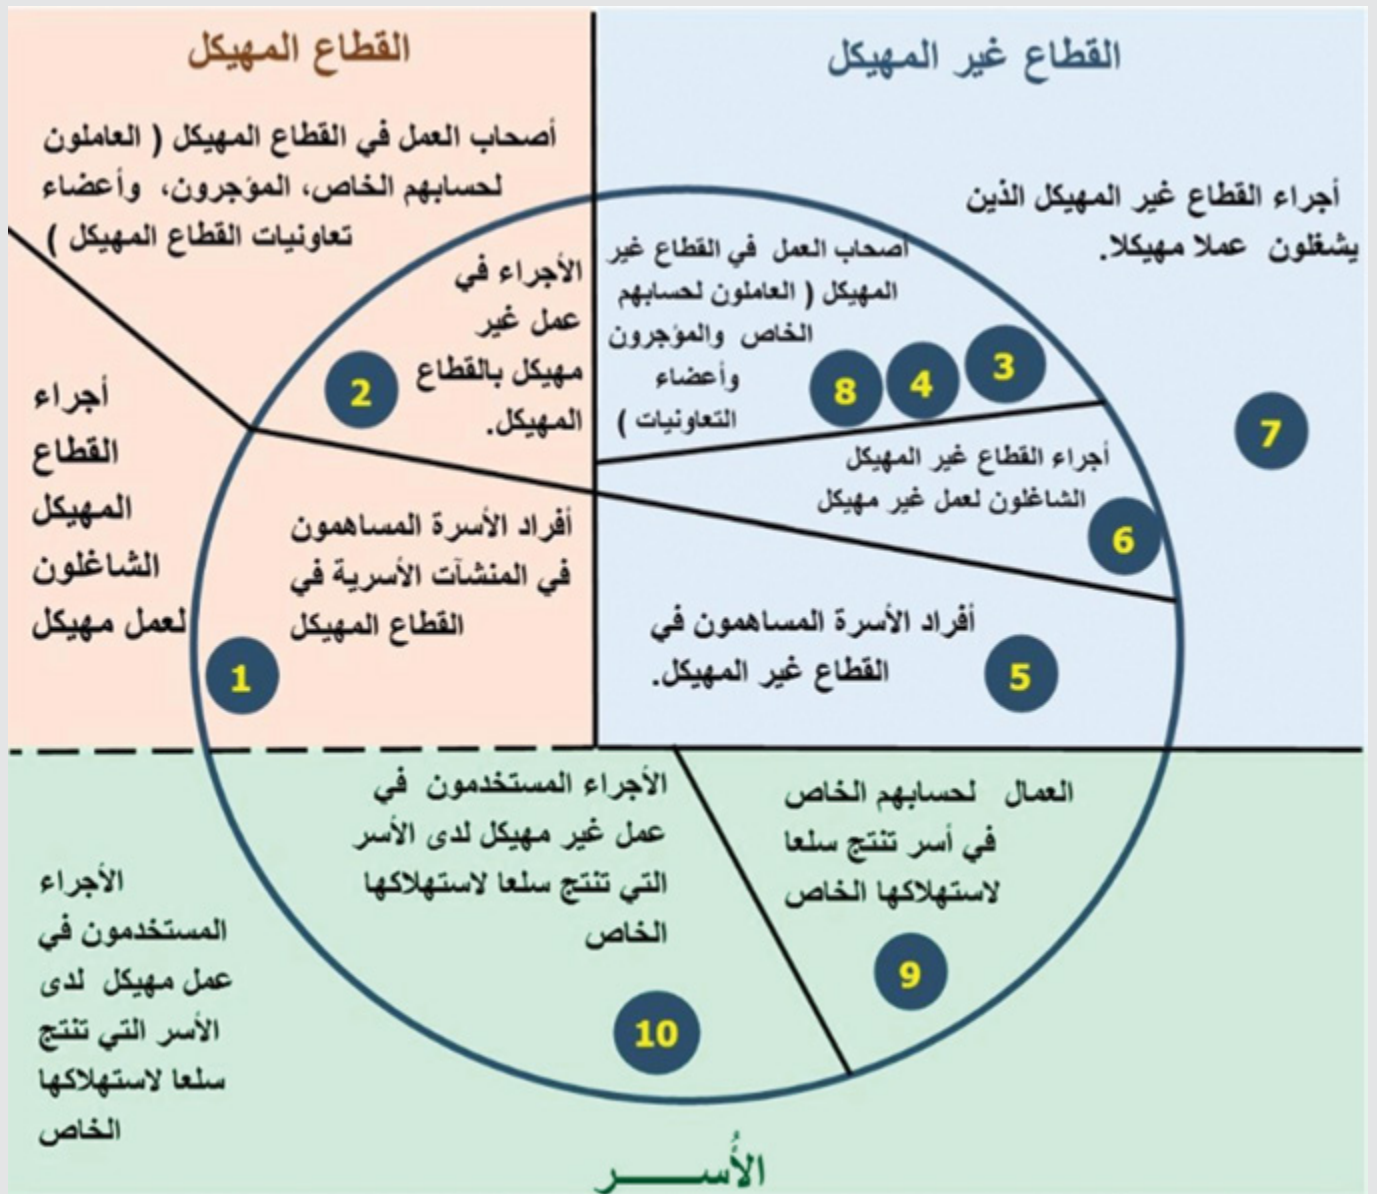 القطاع غير المهيكل
أجراء القطاع غير المهيكل الذين
يشغلون عملا مهيكلا.
7
أصحاب العمل في القطاع غير
المهيكل ( العاملون لحسابهم
الخاص والمؤجرون
وأعضاء
التعاونيات )
8 4 3
أجراء القطاع غير المهيكل
الشاغلون لعمل غير مهيكل
6
أفراد الأسرة المساهمون في
القطاع غير المهيكل.
5
القطاع المهيكل
أصحاب العمل في القطاع المهيكل ( العاملون
لحسابهم الخاص، المؤجرون، وأعضاء
تعاونيات القطاع المهيكل )
الأجراء في
عمل غير
مهيكل بالقطاع
المهيكل.
2
أفراد الأسرة المساهمون
في المنشآت الأسرية في
القطاع المهيكل
1
أجراء
القطاع
المهيكل
الشاغلون
لعمل مهيكل
العمال لحسابهم الخاص
في أسر تنتج سلعا
لاستهلاكها الخاص
9
الأجراء المستخدمون في
عمل غير مهيكل لدى الأسر
التي تنتج سلعا لاستهلاكها
الخاص
10
الأجراء
المستخدمون في
عمل مهيكل لدى
الأسر التي تنتج
سلعا لاستهلاكها
الخاص
الأُســـــر